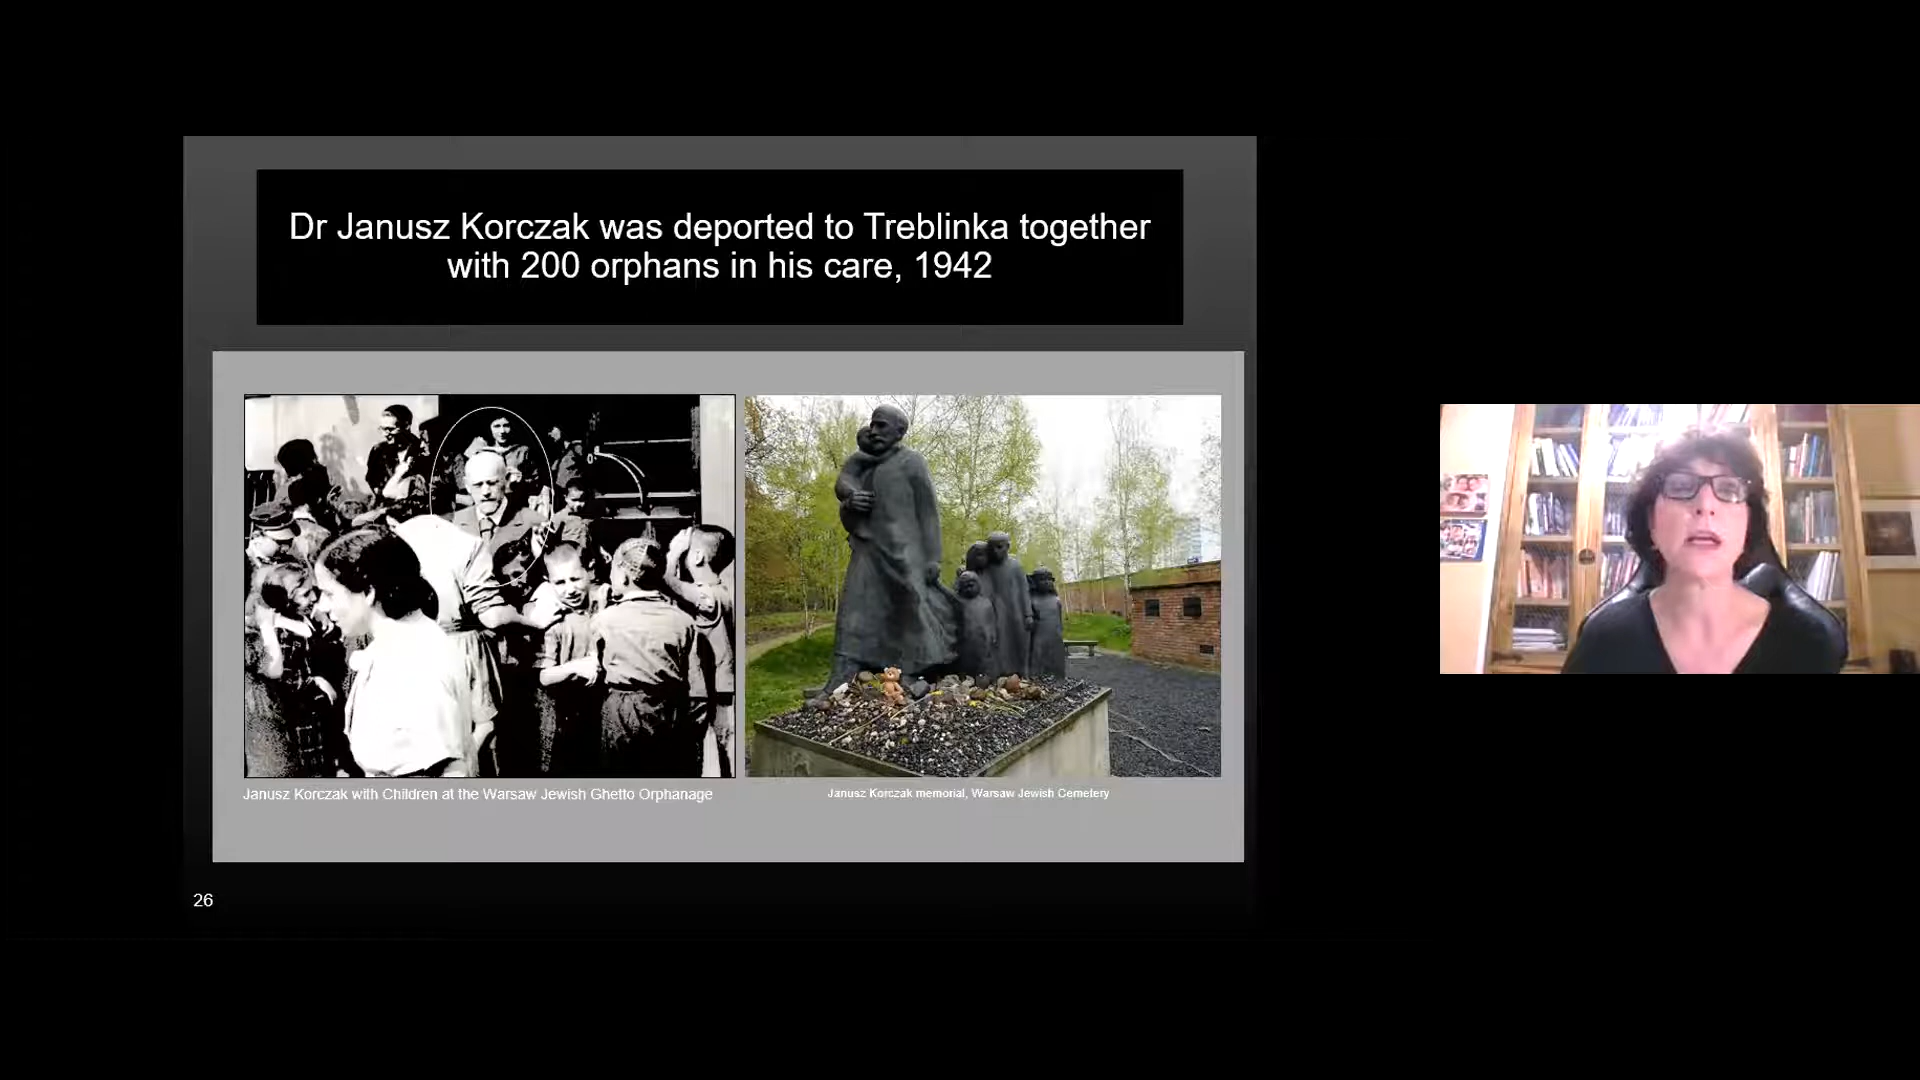 Dr Janusz Korczak was deported to Treblinka together
with 200 orphans in his care, 1942
Janusz Korczak with Children at the Warsaw Jewish Ghetto Orphanage
Janusz Korczak memorial, Warsaw Jewish Cemetery
26